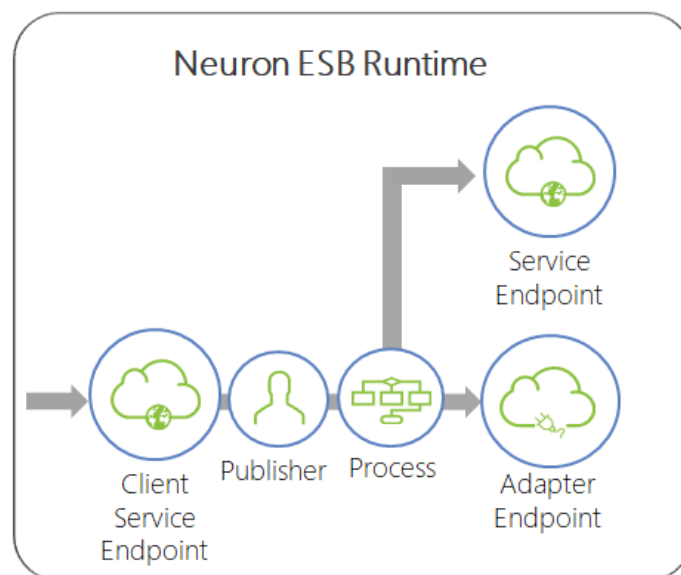 Neuron ESB Runtime
Service
Endpoint
Client
Service
Endpoint
Publisher
Process
Adapter
Endpoint